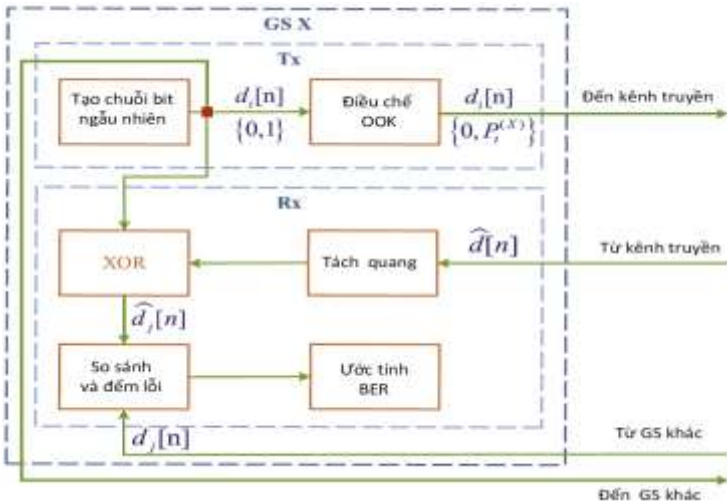 GS X
Tx
Tạo chuỗi bit
ngẫu nhiên
d_i[n]
{0,1}
Điều chế
OOK
d_i[n]
{0, P_t^(X)}
Đến kênh truyền
Rx
XOR
Tách quang
d̂[n]
Từ kênh truyền
d̂_j[n]
So sánh
và đếm lỗi
Ước tính
BER
d_j[n]
Từ GS khác
Đến GS khác